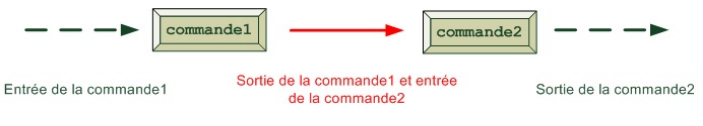 commande1
commande2
Entrée de la commande1
Sortie de la commande1 et entrée
de la commande2
Sortie de la commande2